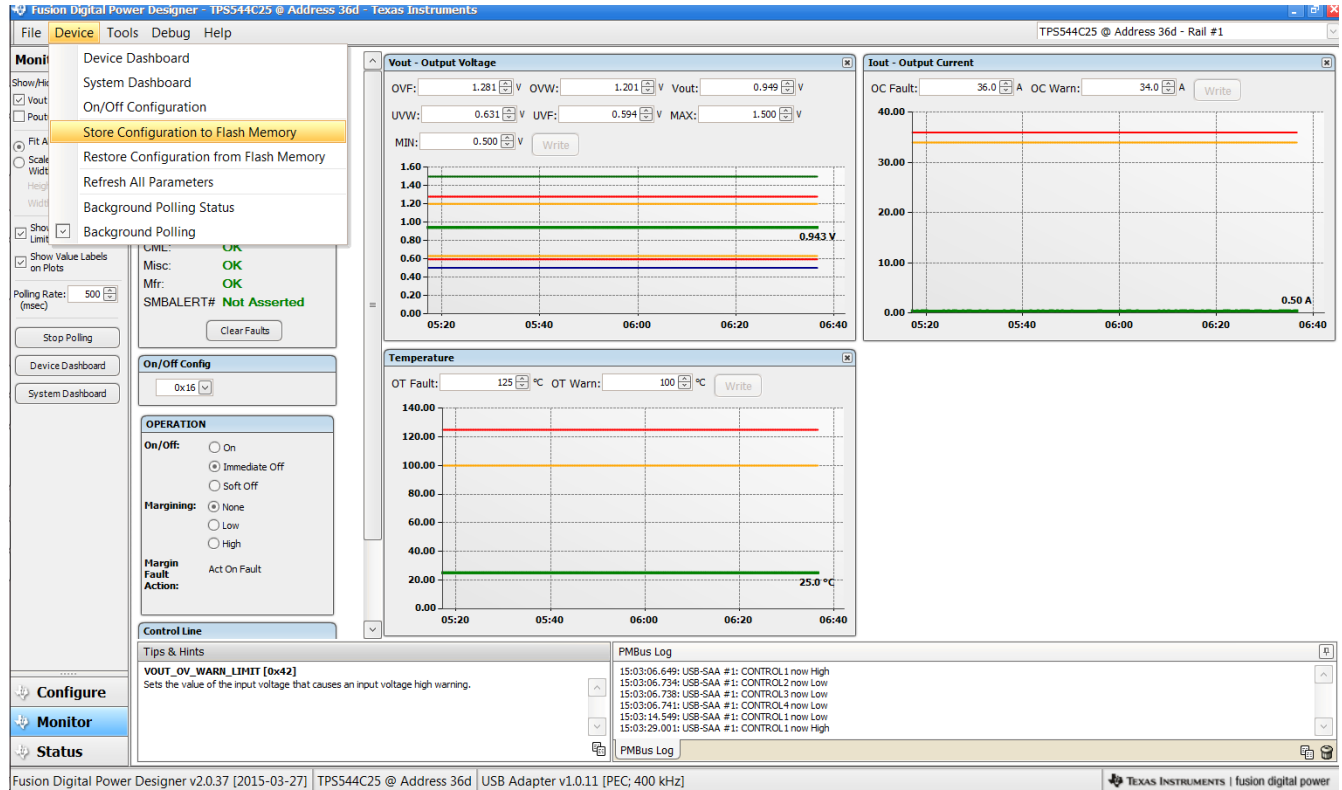 Fusion Digital Power Designer - TPS544C25 @ Address 36d - Texas Instruments
File Device Tools Debug Help
TPS544C25 @ Address 36d - Rail #1
Device Dashboard
System Dashboard
On/Off Configuration
Store Configuration to Flash Memory
Restore Configuration from Flash Memory
Refresh All Parameters
Background Polling Status
Background Polling
Moni
Show/Hi
Vout
Pout
Fit A
Scale
Widt
Heig
Widt
Sho
Limit
Show Value Labels
on Plots
Polling Rate: 500
(msec)
Stop Polling
Device Dashboard
System Dashboard
CML: OK
Misc: OK
Mfr: OK
SMBALERT# Not Asserted
Clear Faults
On/Off Config
0x16
OPERATION
On/Off: On
Immediate Off
Soft Off
Margining: None
Low
High
Margin
Fault
Action:
Act On Fault
Control Line
Vout - Output Voltage
OVF: 1.281 V OVW: 1.201 V Vout: 0.949 V
UVW: 0.631 V UVF: 0.594 V MAX: 1.500 V
MIN: 0.500 V Write
1.60
1.40
1.20
1.00
0.80
0.60
0.40
0.20
0.00
0.943 V
05:20 05:40 06:00 06:20 06:40
Iout - Output Current
OC Fault: 36.0 A OC Warn: 34.0 A Write
40.00
30.00
20.00
10.00
0.00
0.50 A
05:20 05:40 06:00 06:20 06:40
Temperature
OT Fault: 125 °C OT Warn: 100 °C Write
140.00
120.00
100.00
80.00
60.00
40.00
20.00
0.00
25.0 °C
05:20 05:40 06:00 06:20 06:40
Configure
Monitor
Status
Tips & Hints
VOUT_OV_WARN_LIMIT [0x42]
Sets the value of the input voltage that causes an input voltage high warning.
PMBus Log
15:03:06.649: USB-SAA #1: CONTROL1 now High
15:03:06.734: USB-SAA #1: CONTROL2 now Low
15:03:06.738: USB-SAA #1: CONTROL3 now Low
15:03:06.741: USB-SAA #1: CONTROL4 now Low
15:03:14.549: USB-SAA #1: CONTROL1 now Low
15:03:29.001: USB-SAA #1: CONTROL1 now High
PMBus Log
Fusion Digital Power Designer v2.0.37 [2015-03-27] TPS544C25 @ Address 36d USB Adapter v1.0.11 [PEC; 400 kHz]
TEXAS INSTRUMENTS | fusion digital power